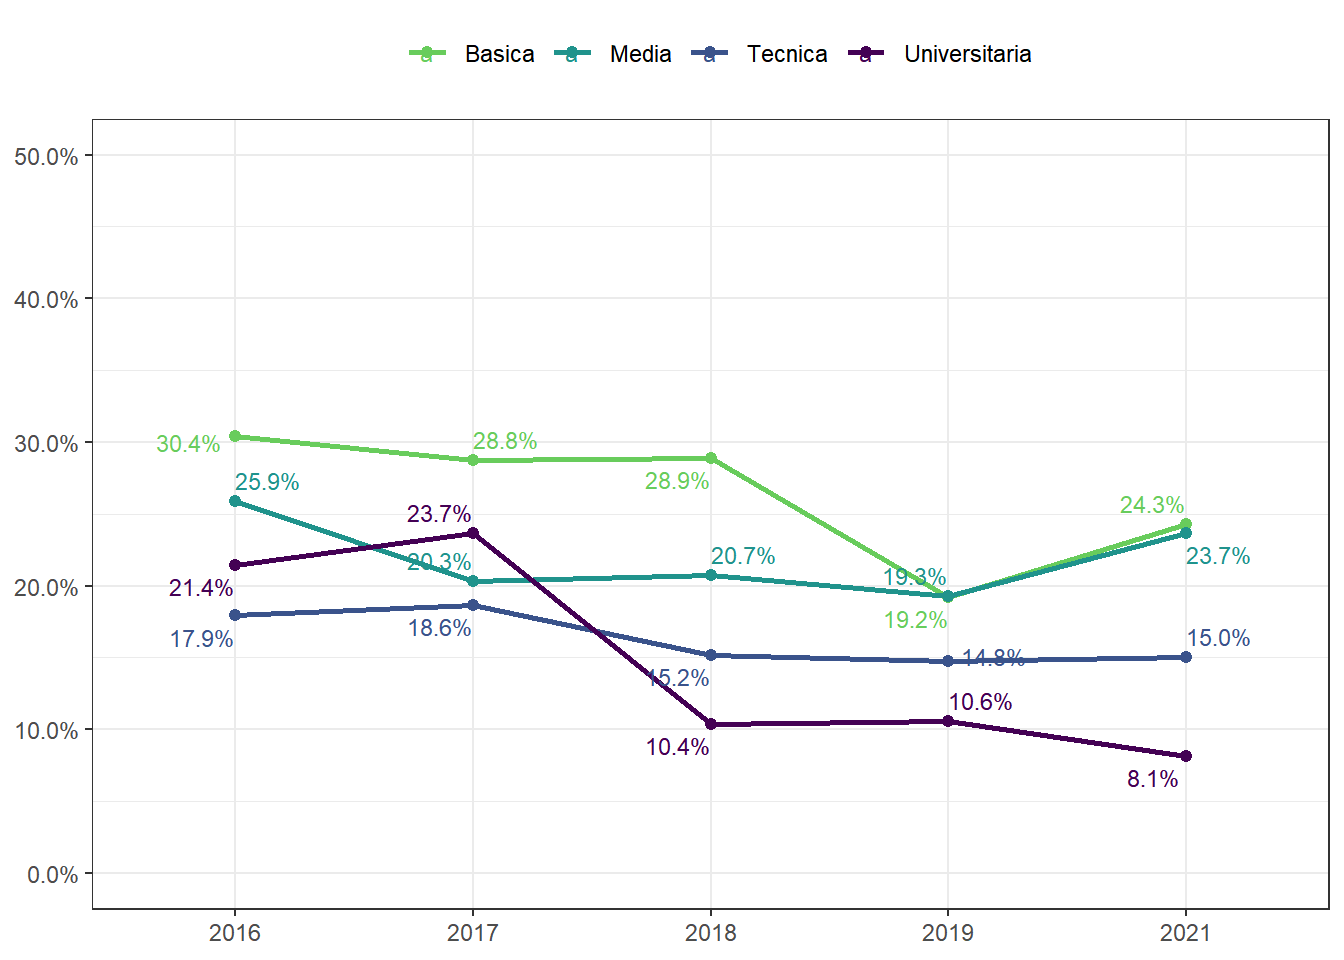 a Basica a Media a Tecnica a Universitaria
50.0%
40.0%
30.4% 28.8%
30.0%
25.9% 28.9%
23.7% 24.3%
20.3% 20.7% 19.3% 23.7%
20.0%
21.4% 18.6% 19.2%
17.9% 15.2% 14.8% 15.0%
10.4% 10.6%
10.0%
8.1%
0.0%
2016 2017 2018 2019 2021